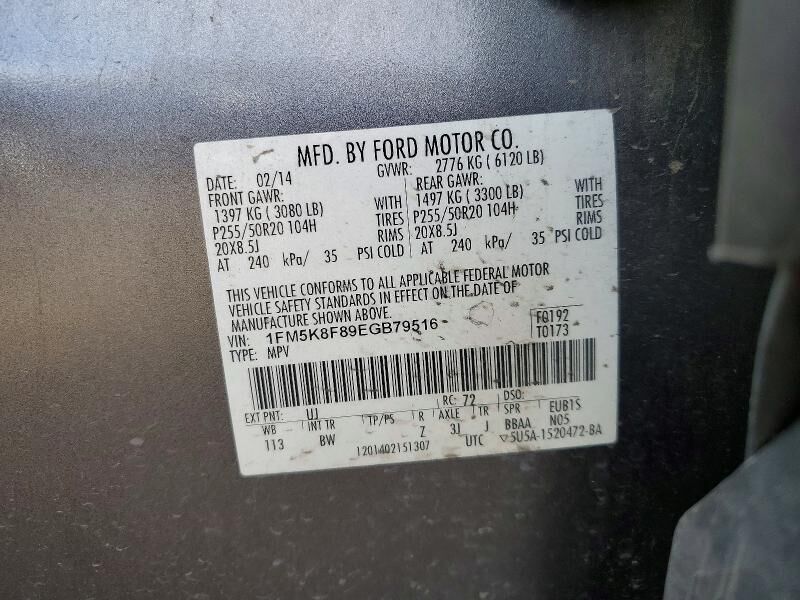 MFD. BY FORD MOTOR CO.
DATE: 02/14 GVWR: 2776 KG ( 6120 LB)
FRONT GAWR: REAR GAWR:
1397 KG ( 3080 LB) WITH 1497 KG ( 3300 LB) WITH
P255/50R20 104H TIRES P255/50R20 104H TIRES
20X8.5J RIMS 20X8.5J RIMS
AT 240 kPa/ 35 PSI COLD AT 240 kPa/ 35 PSI COLD
THIS VEHICLE CONFORMS TO ALL APPLICABLE FEDERAL MOTOR
VEHICLE SAFETY STANDARDS IN EFFECT ON THE DATE OF
MANUFACTURE SHOWN ABOVE.
VIN: 1FM5K8F89EGB79516 F0192
TYPE: MPV T0173
EXT PNT: UJ RC: 72 DSO:
WB INT TR TP/PS R AXLE TR SPR EUB1S
113 BW Z 3J J BBAA N05
1201402151307 UTC ▽5U5A-1520472-BA